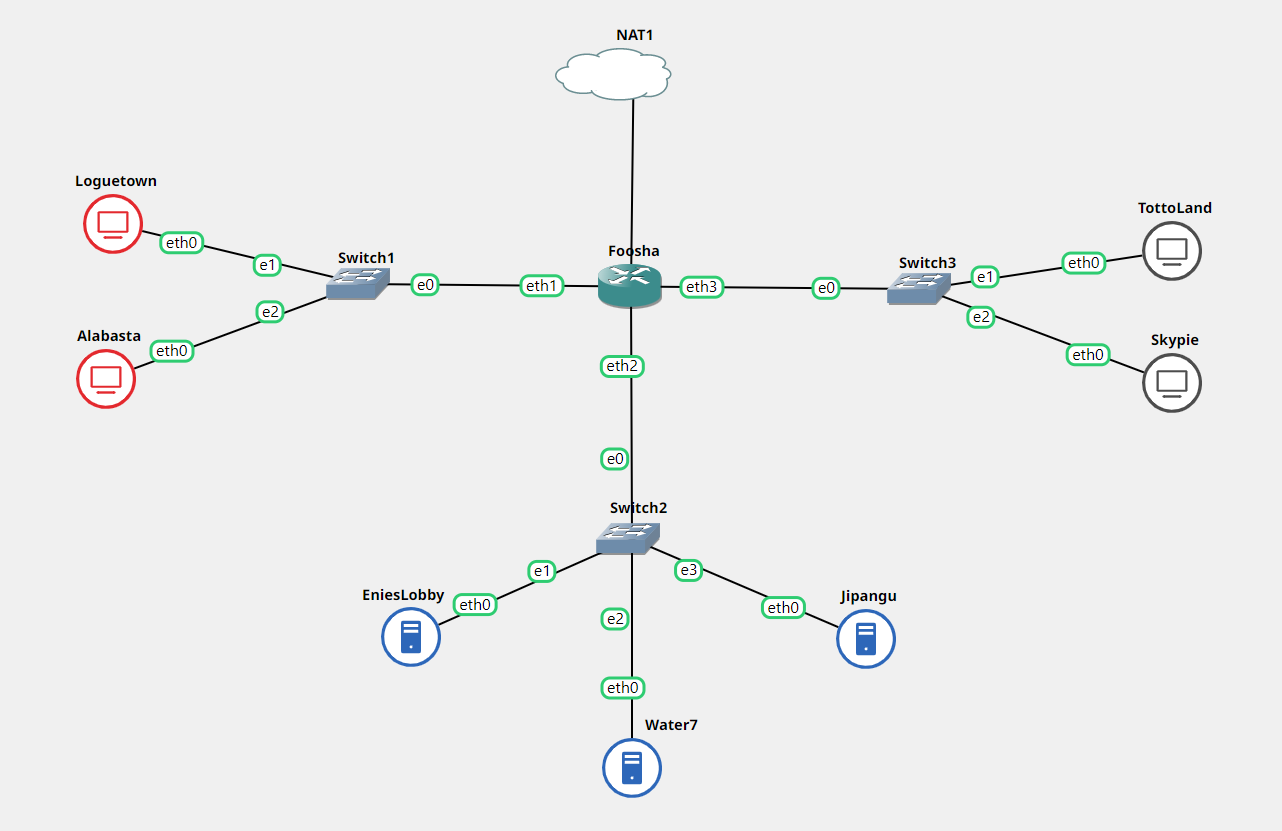 NAT1
Loguetown
eth0
e1
Switch1
e0
eth1
Foosha
eth3
e0
Switch3
e1
eth0
TottoLand
Alabasta
eth0
e2
e2
eth0
Skypie
eth2
e0
Switch2
e1
e3
EniesLobby
eth0
e2
eth0
Jipangu
eth0
Water7